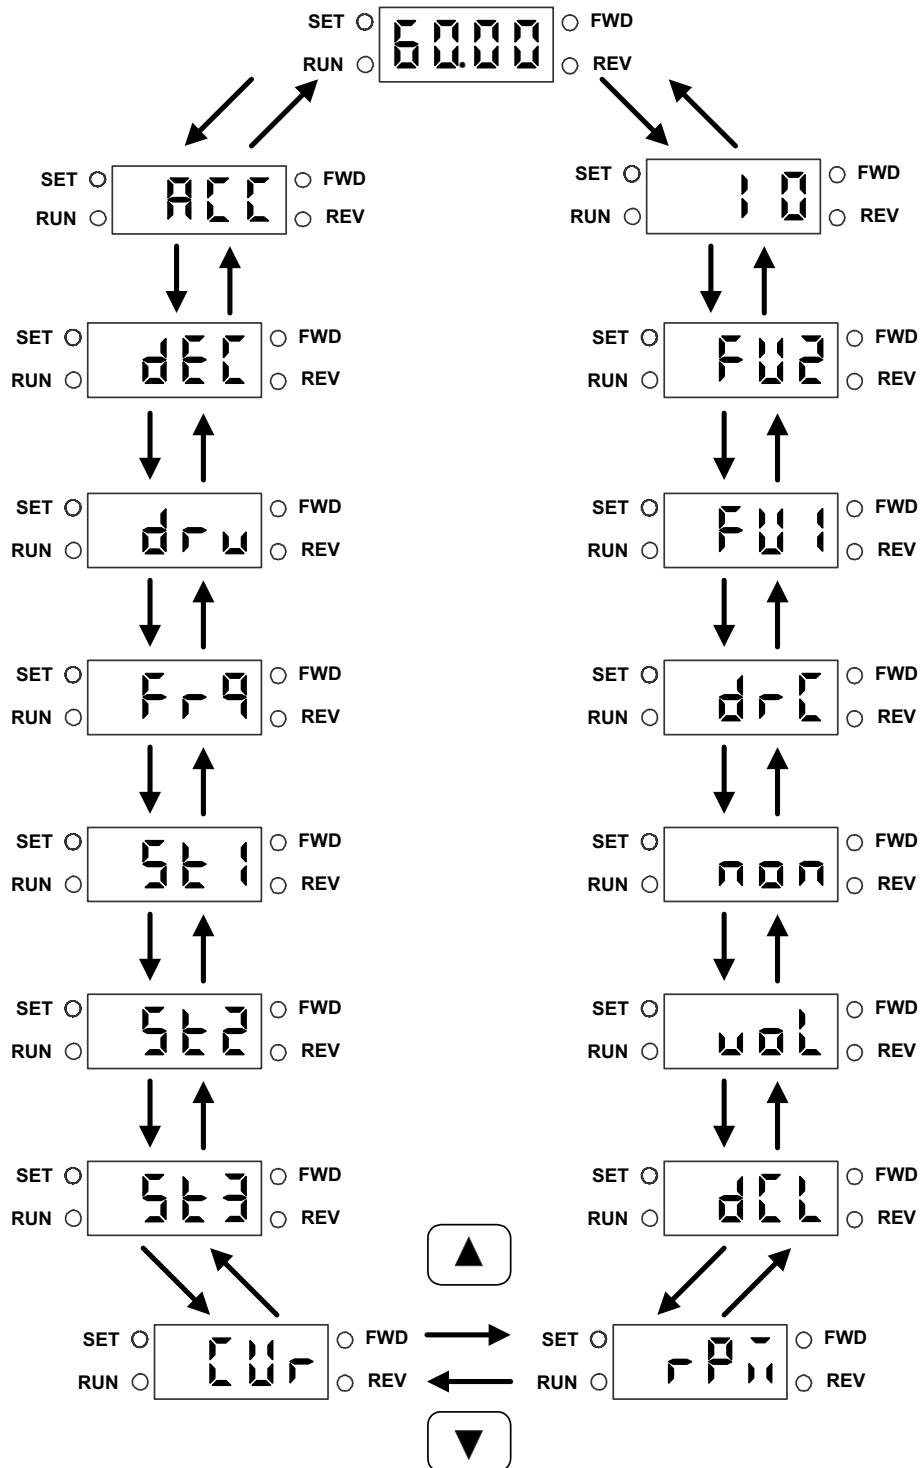 SET 60.00 FWD
RUN REV
SET ACC FWD
RUN REV
SET I O FWD
RUN REV
SET dEC FWD
RUN REV
SET FU2 FWD
RUN REV
SET drv FWD
RUN REV
SET FU1 FWD
RUN REV
SET Frq FWD
RUN REV
SET drC FWD
RUN REV
SET St1 FWD
RUN REV
SET non FWD
RUN REV
SET St2 FWD
RUN REV
SET voL FWD
RUN REV
SET St3 FWD
RUN REV
SET dCL FWD
RUN REV
SET CUr FWD
RUN REV
SET rPm FWD
RUN REV